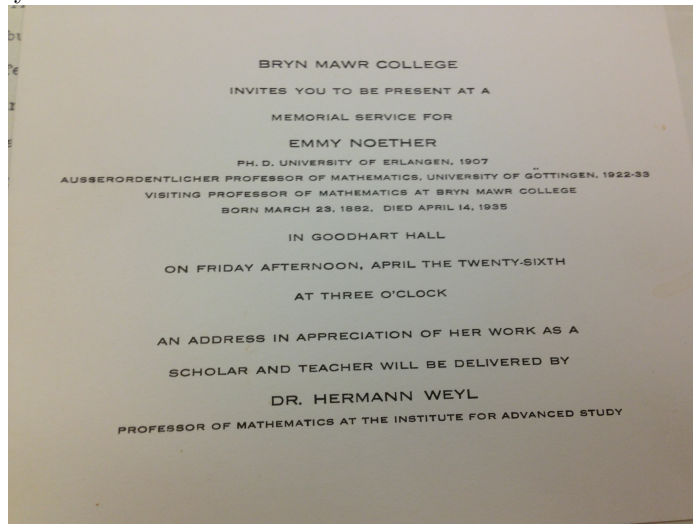 BRYN MAWR COLLEGE
INVITES YOU TO BE PRESENT AT A
MEMORIAL SERVICE FOR
EMMY NOETHER
PH. D. UNIVERSITY OF ERLANGEN, 1907
AUSSERORDENTLICHER PROFESSOR OF MATHEMATICS, UNIVERSITY OF GÖTTINGEN, 1922-33
VISITING PROFESSOR OF MATHEMATICS AT BRYN MAWR COLLEGE
BORN MARCH 23, 1882, DIED APRIL 14, 1935
IN GOODHART HALL
ON FRIDAY AFTERNOON, APRIL THE TWENTY-SIXTH
AT THREE O'CLOCK
AN ADDRESS IN APPRECIATION OF HER WORK AS A
SCHOLAR AND TEACHER WILL BE DELIVERED BY
DR. HERMANN WEYL
PROFESSOR OF MATHEMATICS AT THE INSTITUTE FOR ADVANCED STUDY